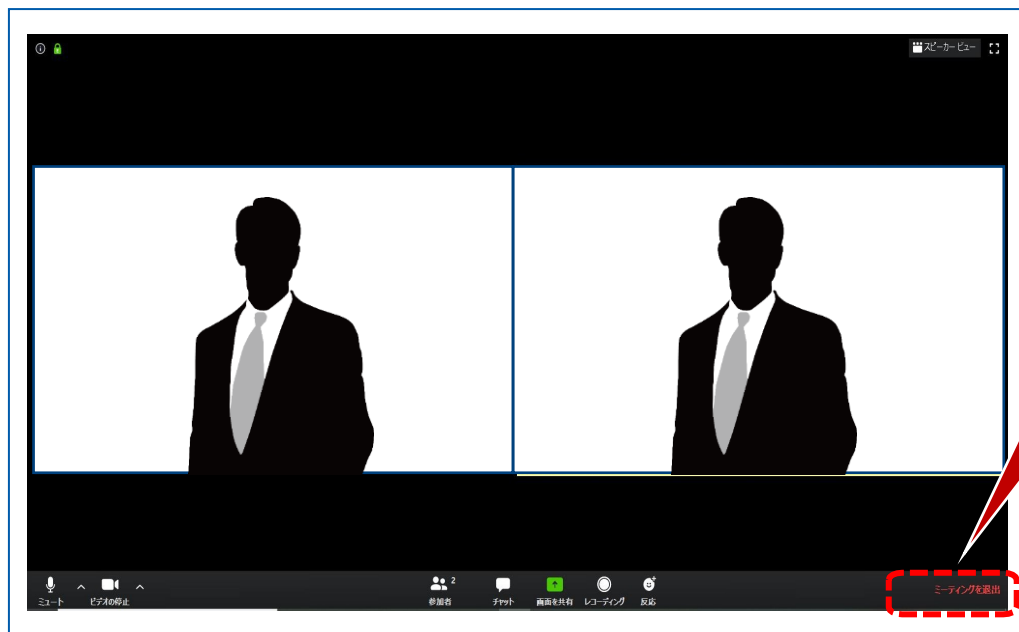 スピーカー ビュー
ミュート
ビデオの停止
2
参加者
チャット
画面を共有
レコーディング
反応
ミーティングを退出